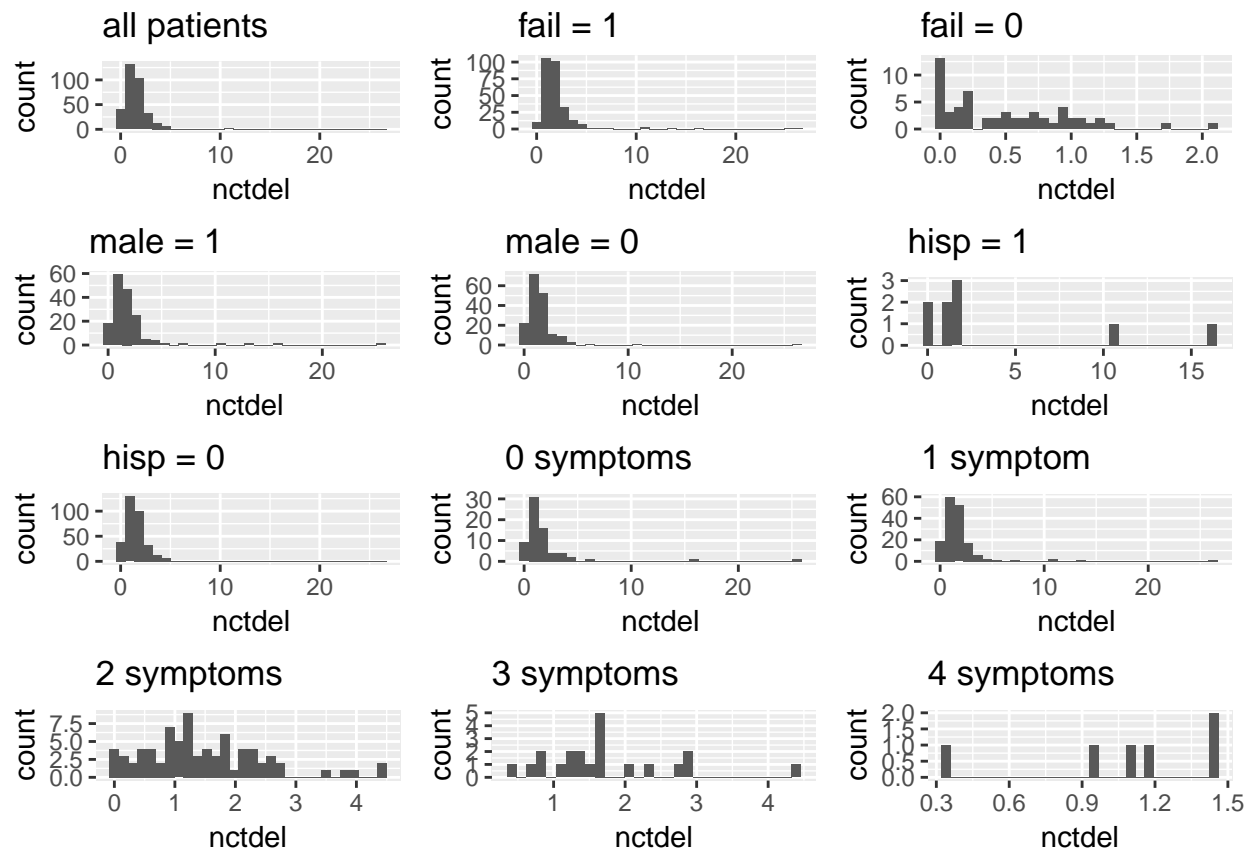 all patients
count
100
50
0
0 10 20
nctdel
fail = 1
count
100
75
50
25
0
0 10 20
nctdel
fail = 0
count
10
5
0
0.0 0.5 1.0 1.5 2.0
nctdel
male = 1
count
60
40
20
0
0 10 20
nctdel
male = 0
count
60
40
20
0
0 10 20
nctdel
hisp = 1
count
3
2
1
0
0 5 10 15
nctdel
hisp = 0
count
100
50
0
0 10 20
nctdel
0 symptoms
count
30
20
10
0
0 10 20
nctdel
1 symptom
count
60
40
20
0
0 10 20
nctdel
2 symptoms
count
7.5
5.0
2.5
0.0
0 1 2 3 4
nctdel
3 symptoms
count
5
4
3
2
1
0
1 2 3 4
nctdel
4 symptoms
count
2.0
1.5
1.0
0.5
0.0
0.3 0.6 0.9 1.2 1.5
nctdel